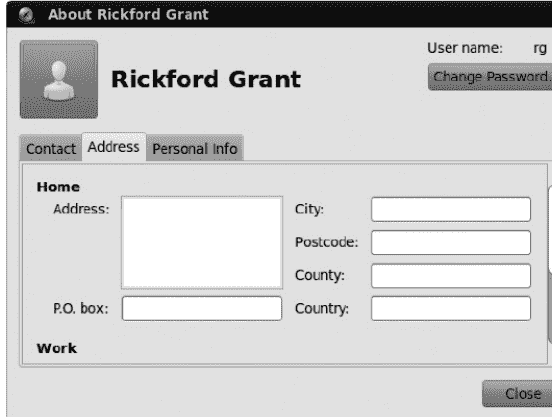 About Rickford Grant
User name: rg
Rickford Grant
Change Password.
Contact Address Personal Info
Home
Address:
City:
Postcode:
County:
P.O. box:
Country:
Work
Close